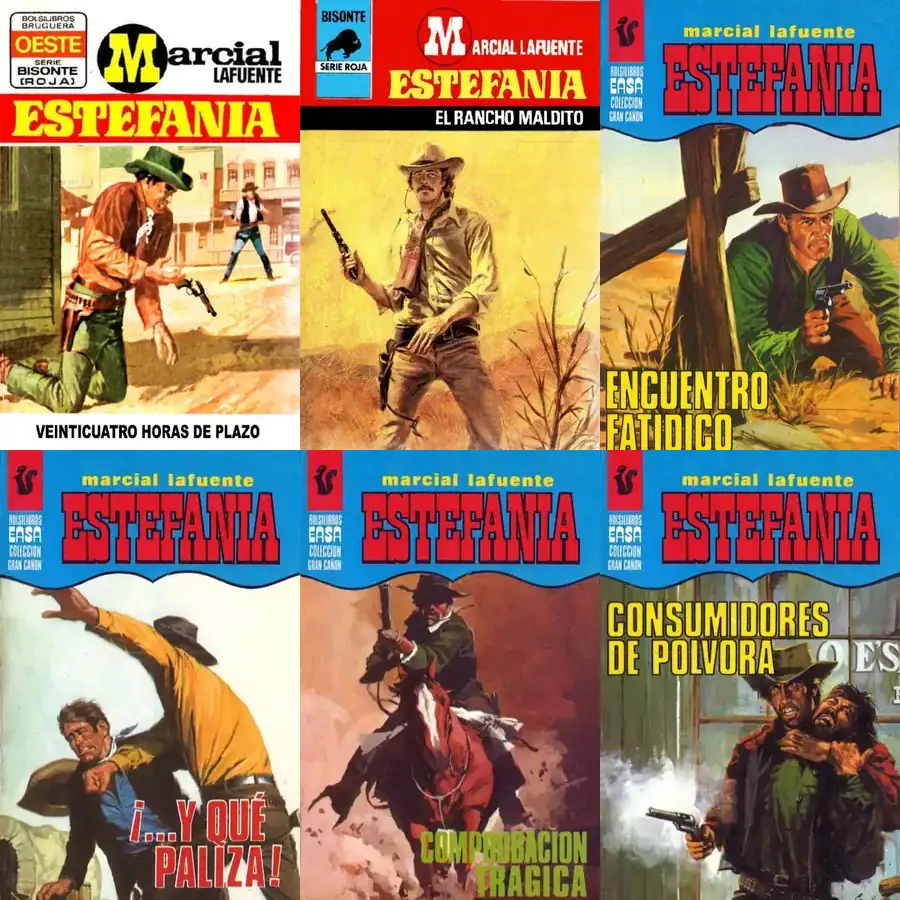 BOLSILIBROS
BRUGUERA
OESTE
SERIE
BISONTE
(ROJA)
Marcial
LAFUENTE
ESTEFANIA
VEINTICUATRO HORAS DE PLAZO
BISONTE
SERIE ROJA
MARCIAL LAFUENTE
ESTEFANIA
EL RANCHO MALDITO
BOLSILIBROS
EASA
COLECCION
GRAN CAÑON
marcial lafuente
ESTEFANIA
ENCUENTRO
FATIDICO
BOLSILIBROS
EASA
COLECCION
GRAN CAÑON
marcial lafuente
ESTEFANIA
¡...Y QUÉ
PALIZA!
BOLSILIBROS
EASA
COLECCION
GRAN CAÑON
marcial lafuente
ESTEFANIA
COMPROBACION
TRAGICA
BOLSILIBROS
EASA
COLECCION
GRAN CAÑON
marcial lafuente
ESTEFANIA
CONSUMIDORES
DE POLVORA
OES